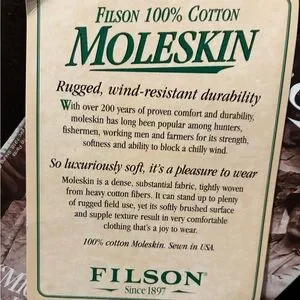 FILSON 100% COTTON
MOLESKIN
Rugged, wind-resistant durability
With over 200 years of proven comfort and durability,
moleskin has long been popular among hunters,
fishermen, working men and farmers for its strength,
softness and ability to block a chilly wind.
So luxuriously soft, it's a pleasure to wear
Moleskin is a dense, substantial fabric, tightly woven
from heavy cotton fibers. It can stand up to plenty
of rugged field use, yet its softly brushed surface
and supple texture result in very comfortable
clothing that's a joy to wear.
100% cotton Moleskin. Sewn in USA.
FILSON®
Since 1897